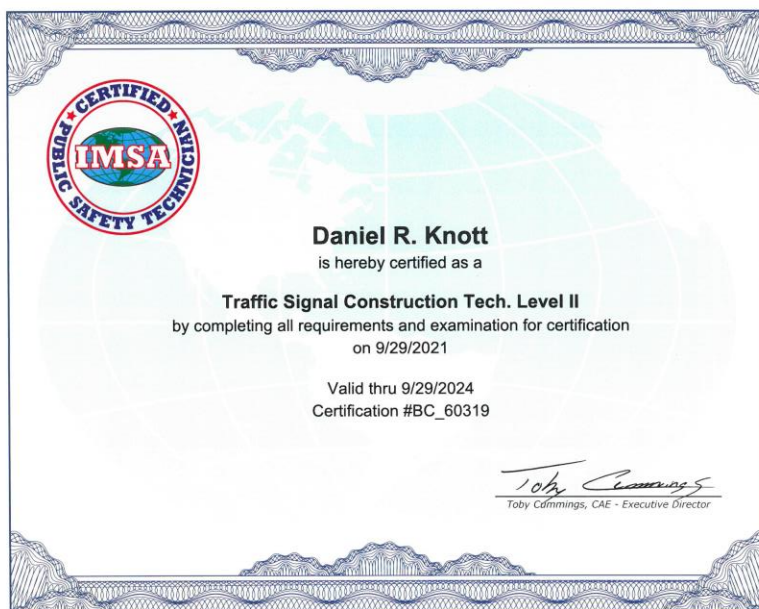 CERTIFIED
IMSA
PUBLIC SAFETY TECHNICIAN
Daniel R. Knott
is hereby certified as a
Traffic Signal Construction Tech. Level II
by completing all requirements and examination for certification
on 9/29/2021
Valid thru 9/29/2024
Certification #BC_60319
Toby Cummings
Toby Cummings, CAE - Executive Director